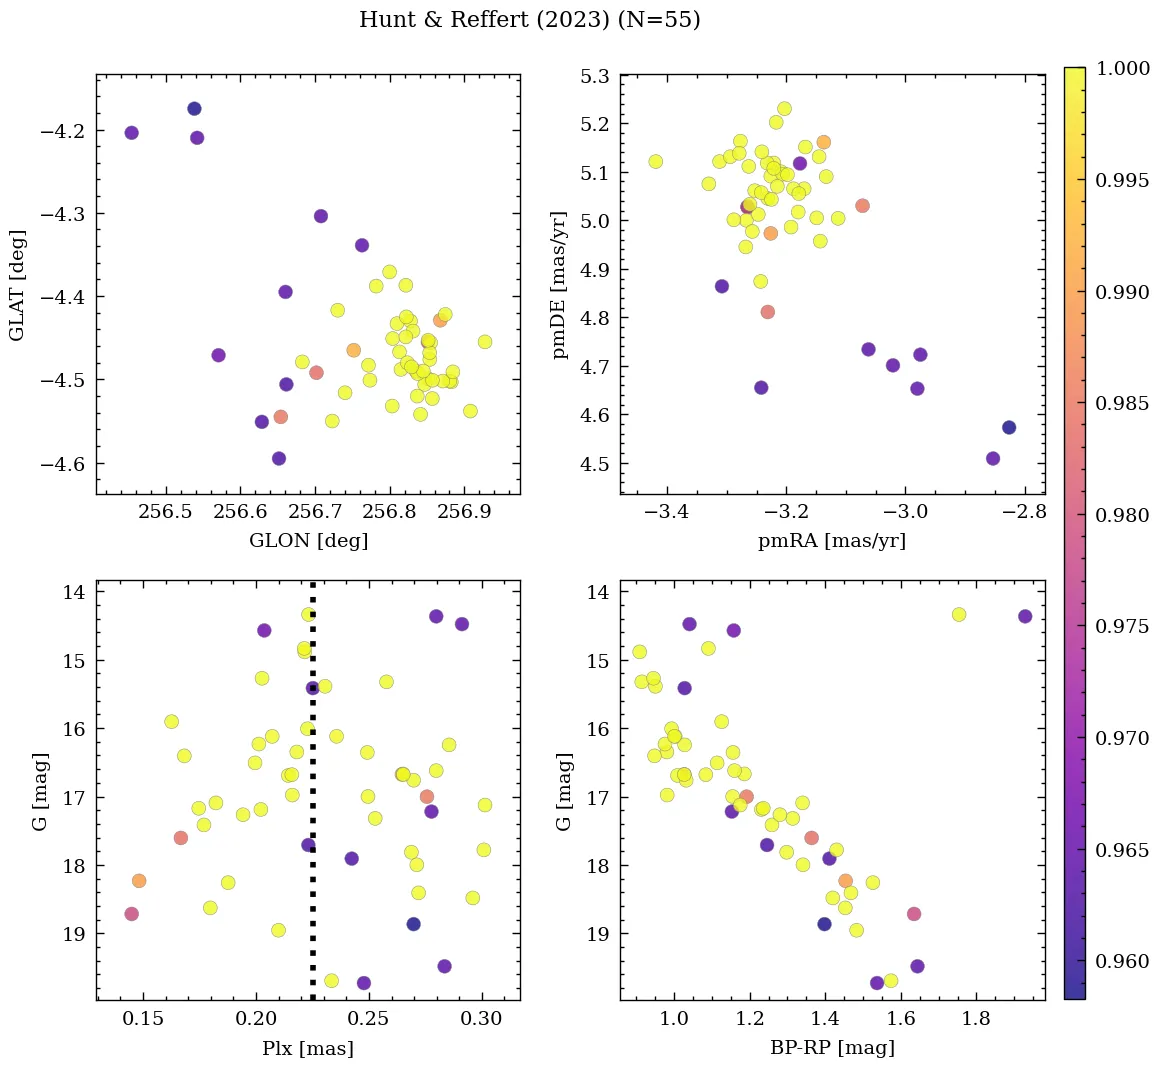 Hunt & Reffert (2023) (N=55)
−4.2
−4.3
−4.4
−4.5
−4.6
GLAT [deg]
256.5 256.6 256.7 256.8 256.9
GLON [deg]
5.3
5.2
5.1
5.0
4.9
4.8
4.7
4.6
4.5
pmDE [mas/yr]
−3.4 −3.2 −3.0 −2.8
pmRA [mas/yr]
14
15
16
17
18
19
G [mag]
0.15 0.20 0.25 0.30
Plx [mas]
14
15
16
17
18
19
G [mag]
1.0 1.2 1.4 1.6 1.8
BP-RP [mag]
1.000
0.995
0.990
0.985
0.980
0.975
0.970
0.965
0.960